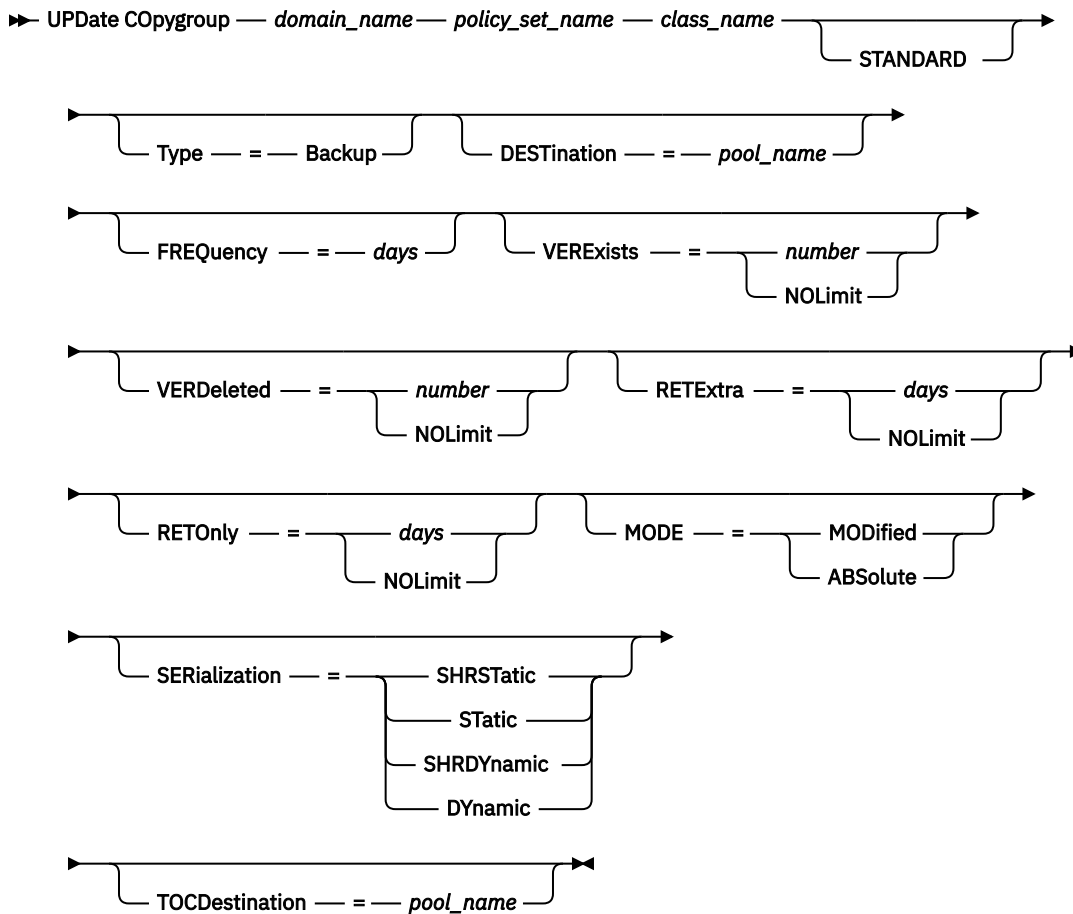 UPDate COpygroup domain_name policy_set_name class_name
STANDARD
Type = Backup DESTination = pool_name
FREQuency = days VERExists = number
NOLimit
VERDeleted = number RETExtra = days
NOLimit NOLimit
RETOnly = days MODE = MODified
NOLimit ABSolute
SERialization = SHRSTatic
STatic
SHRDYnamic
DYnamic
TOCDestination = pool_name